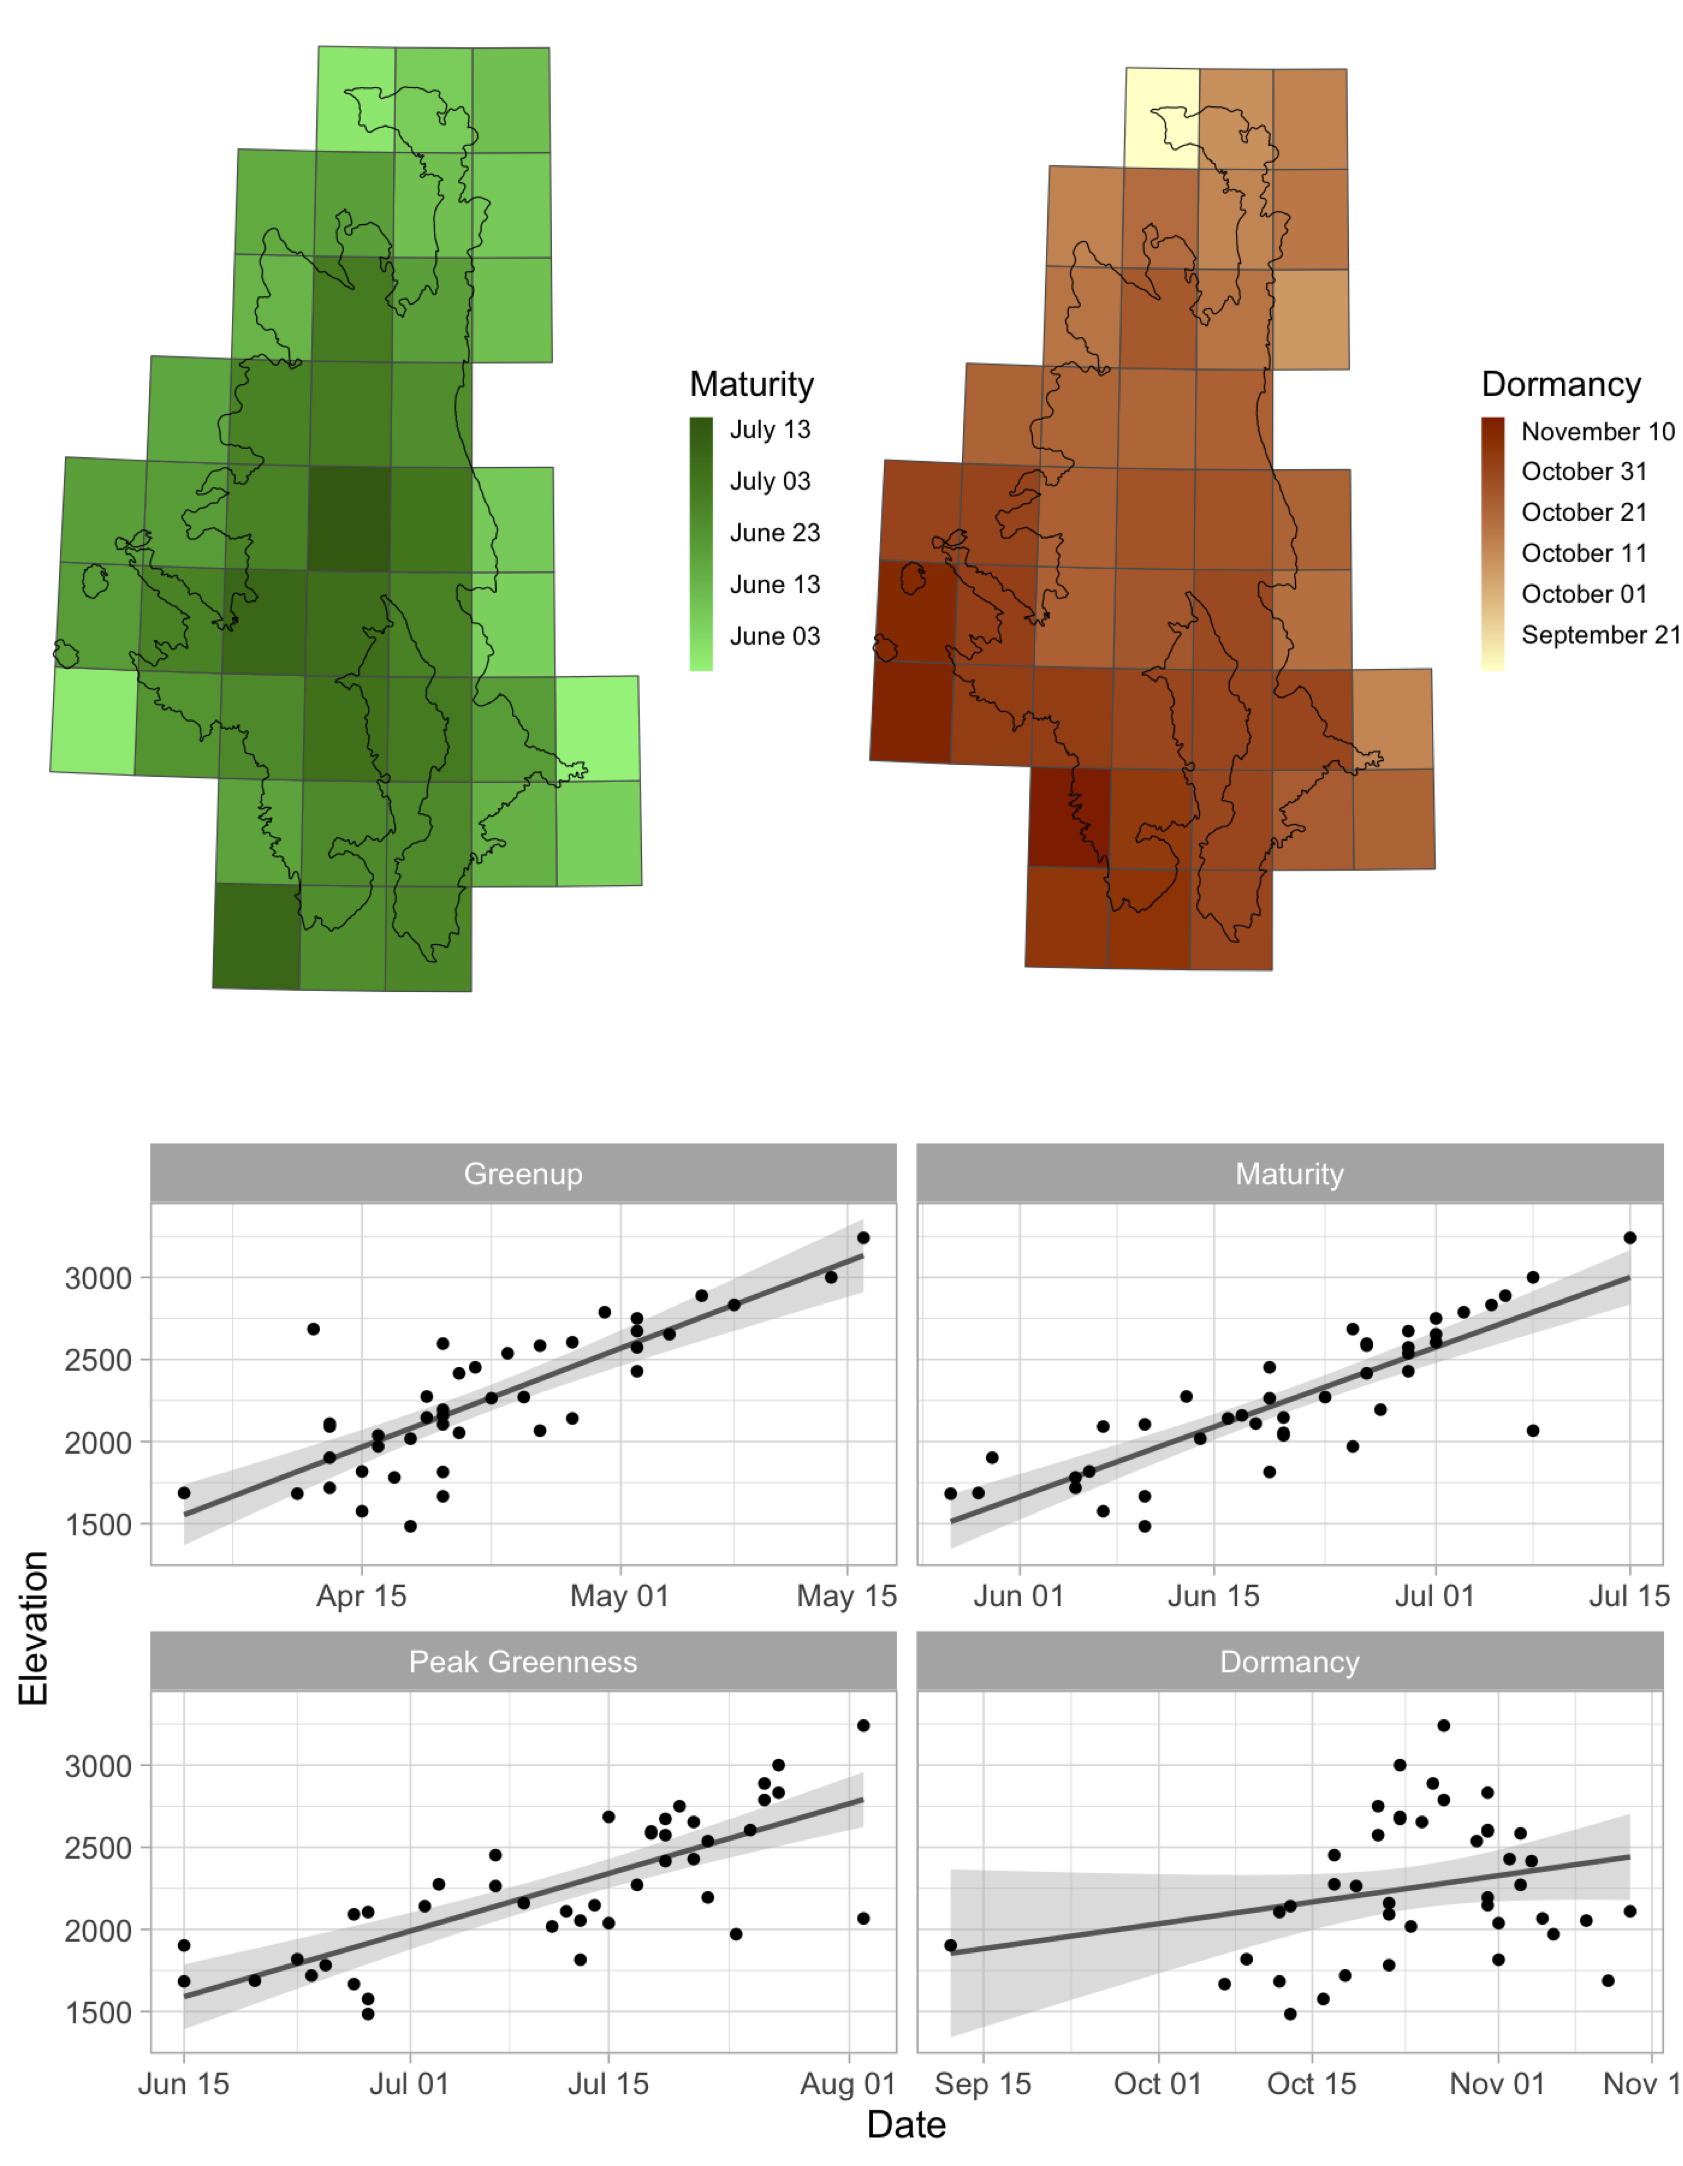 Maturity
July 13
July 03
June 23
June 13
June 03
Dormancy
November 10
October 31
October 21
October 11
October 01
September 21
Greenup
Maturity
3000
2500
2000
1500
Apr 15
May 01
May 15
Jun 01
Jun 15
Jul 01
Jul 15
Elevation
Peak Greenness
Dormancy
3000
2500
2000
1500
Jun 15
Jul 01
Jul 15
Aug 01
Sep 15
Oct 01
Oct 15
Nov 01
Nov 1
Date